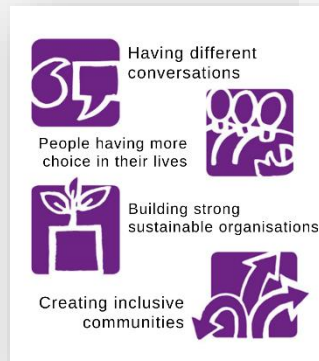 Having different
conversations
People having more
choice in their lives
Building strong
sustainable organisations
Creating inclusive
communities